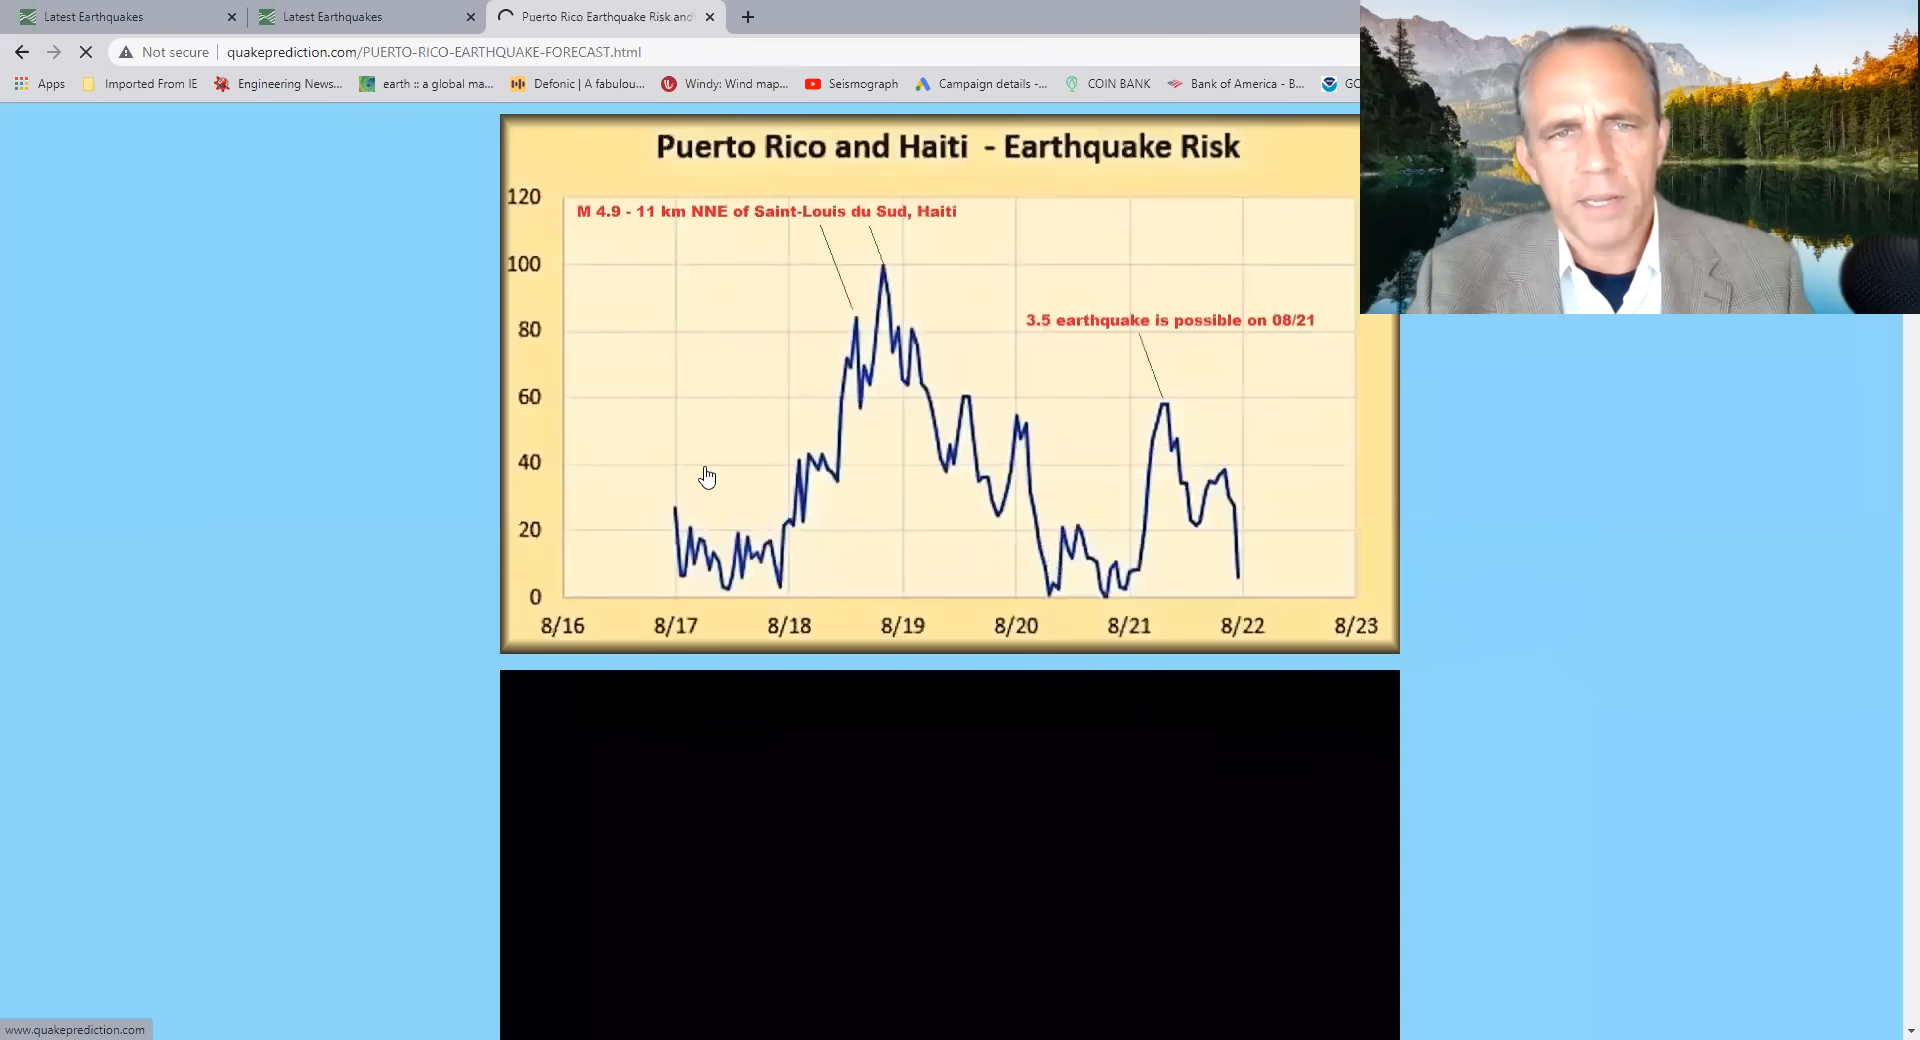 Latest Earthquakes
Latest Earthquakes
Puerto Rico Earthquake Risk and
Not secure
quakeprediction.com/PUERTO-RICO-EARTHQUAKE-FORECAST.html
Apps
Imported From IE
Engineering News...
earth :: a global ma...
Defonic | A fabulou...
Windy: Wind map...
Seismograph
Campaign details -...
COIN BANK
Bank of America - B...
Puerto Rico and Haiti - Earthquake Risk
120
M 4.9 - 11 km NNE of Saint-Louis du Sud, Haiti
100
3.5 earthquake is possible on 08/21
80
60
40
20
0
8/16 8/17 8/18 8/19 8/20 8/21 8/22 8/23
www.quakeprediction.com